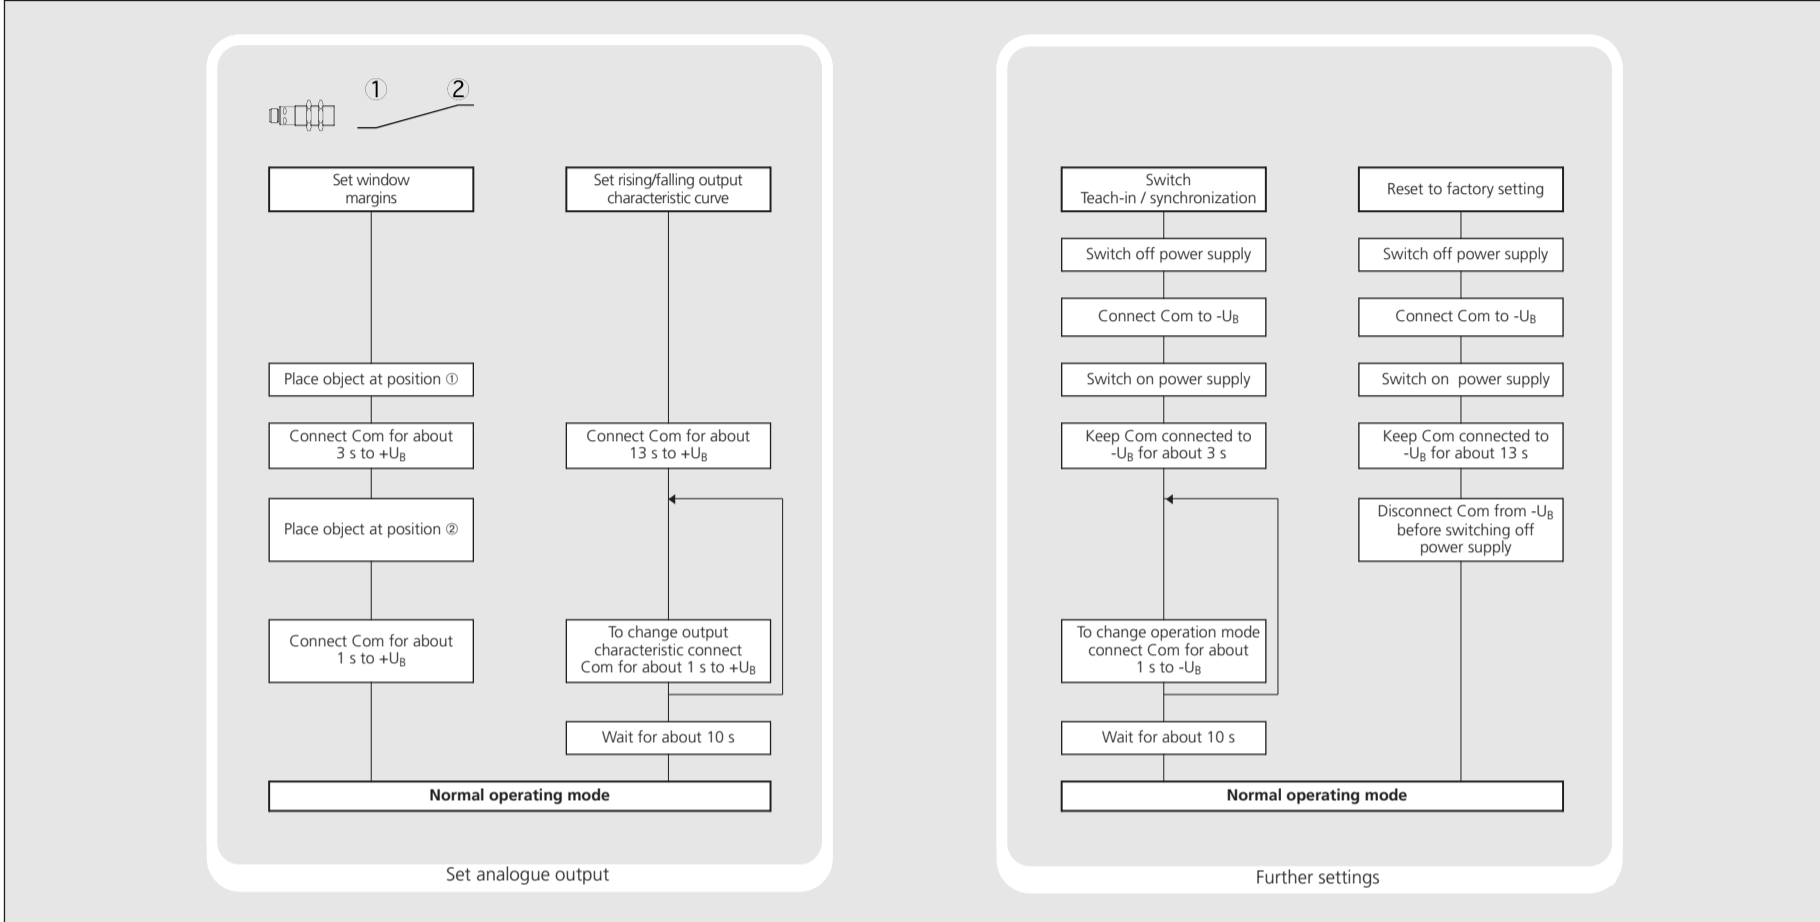 ① ②
Set window
margins
Place object at position ①
Connect Com for about
3 s to +UB
Place object at position ②
Connect Com for about
1 s to +UB
Set rising/falling output
characteristic curve
Connect Com for about
13 s to +UB
To change output
characteristic connect
Com for about 1 s to +UB
Wait for about 10 s
Normal operating mode
Set analogue output
Switch
Teach-in / synchronization
Switch off power supply
Connect Com to -UB
Switch on power supply
Keep Com connected to
-UB for about 3 s
To change operation mode
connect Com for about
1 s to -UB
Wait for about 10 s
Reset to factory setting
Switch off power supply
Connect Com to -UB
Switch on  power supply
Keep Com connected to
-UB for about 13 s
Disconnect Com from -UB
before switching off
power supply
Normal operating mode
Further settings